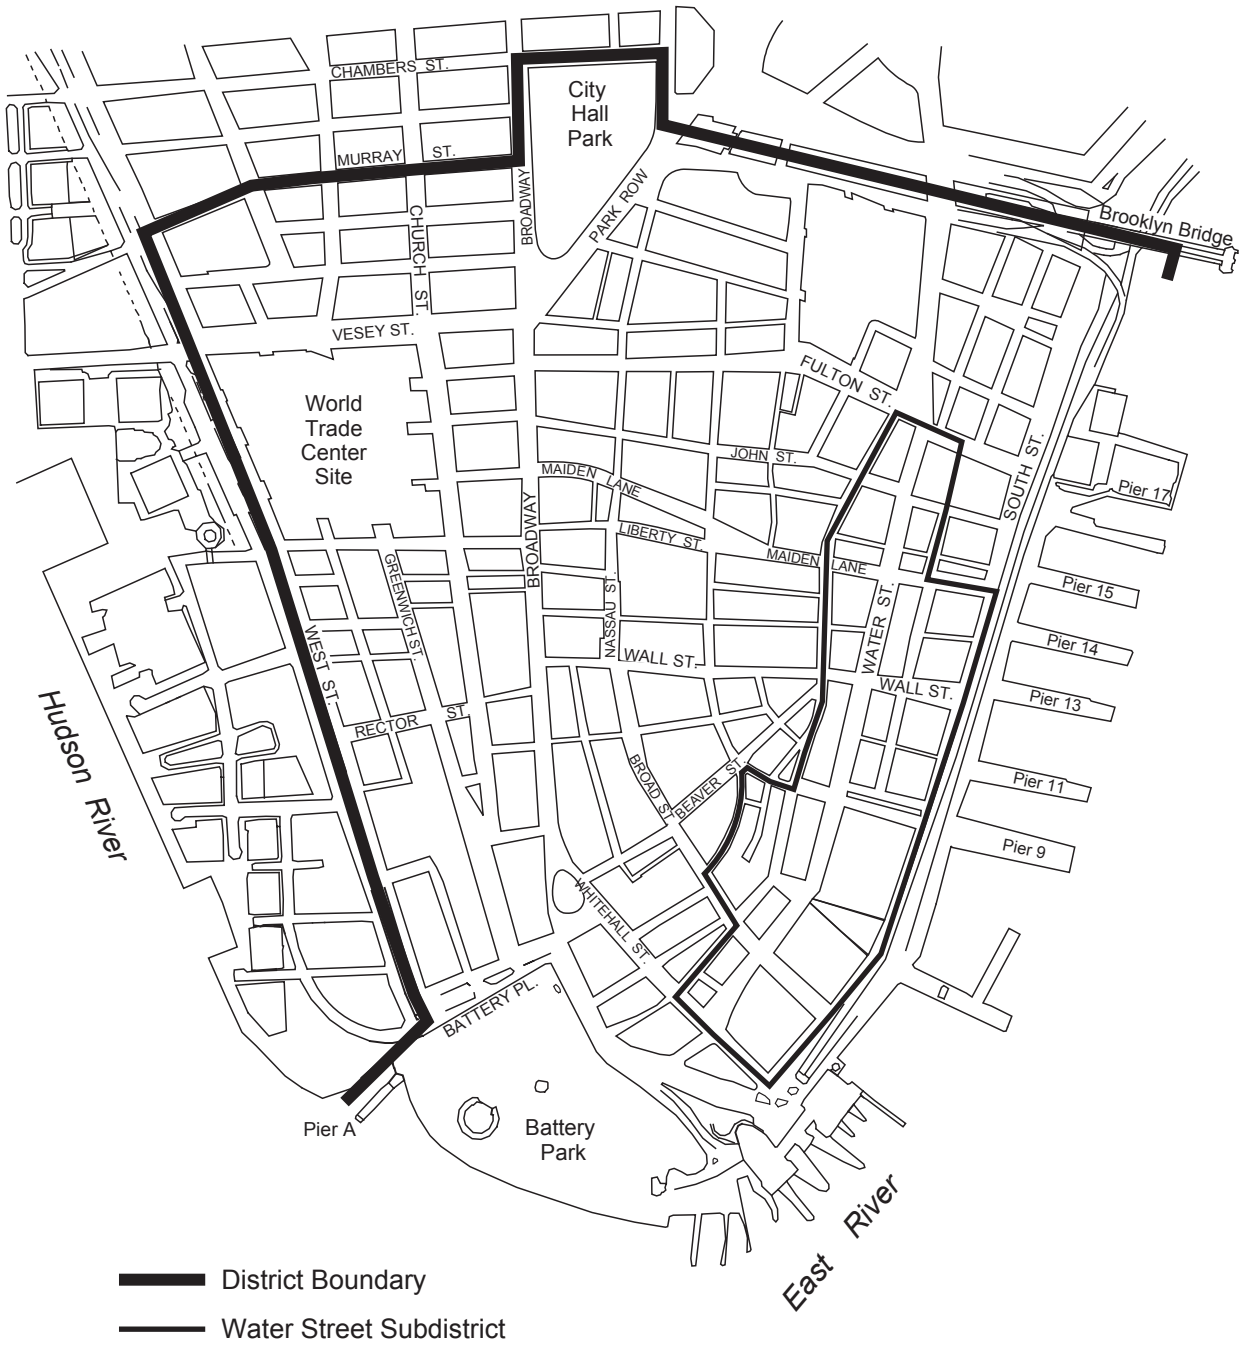 CHAMBERS ST.
City
Hall
Park
MURRAY ST.
BROADWAY
PARK ROW
CHURCH ST.
Brooklyn Bridge
VESEY ST.
FULTON ST.
World
Trade
Center
Site
JOHN ST.
MAIDEN LANE
SOUTH ST.
Pier 17
BROADWAY
LIBERTY ST.
MAIDEN LANE
GREENWICH ST.
NASSAU ST.
WATER ST.
Pier 15
WEST ST.
WALL ST.
Pier 14
WALL ST.
Pier 13
RECTOR ST.
Hudson River
BROAD ST.
BEAVER ST.
Pier 11
Pier 9
WHITEHALL ST.
BATTERY PL.
Pier A
Battery
Park
East River
District Boundary
Water Street Subdistrict